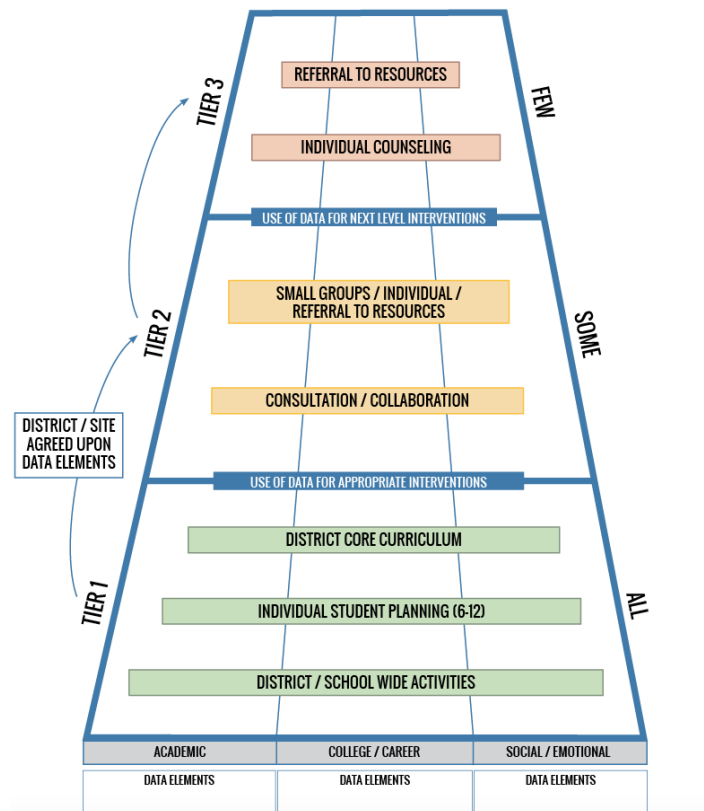 REFERRAL TO RESOURCES
TIER 3
FEW
INDIVIDUAL COUNSELING
USE OF DATA FOR NEXT LEVEL INTERVENTIONS
SMALL GROUPS / INDIVIDUAL /
REFERRAL TO RESOURCES
TIER 2
SOME
CONSULTATION / COLLABORATION
DISTRICT / SITE
AGREED UPON
DATA ELEMENTS
USE OF DATA FOR APPROPRIATE INTERVENTIONS
DISTRICT CORE CURRICULUM
TIER 1
ALL
INDIVIDUAL STUDENT PLANNING (6-12)
DISTRICT / SCHOOL WIDE ACTIVITIES
ACADEMIC
COLLEGE / CAREER
SOCIAL / EMOTIONAL
DATA ELEMENTS
DATA ELEMENTS
DATA ELEMENTS